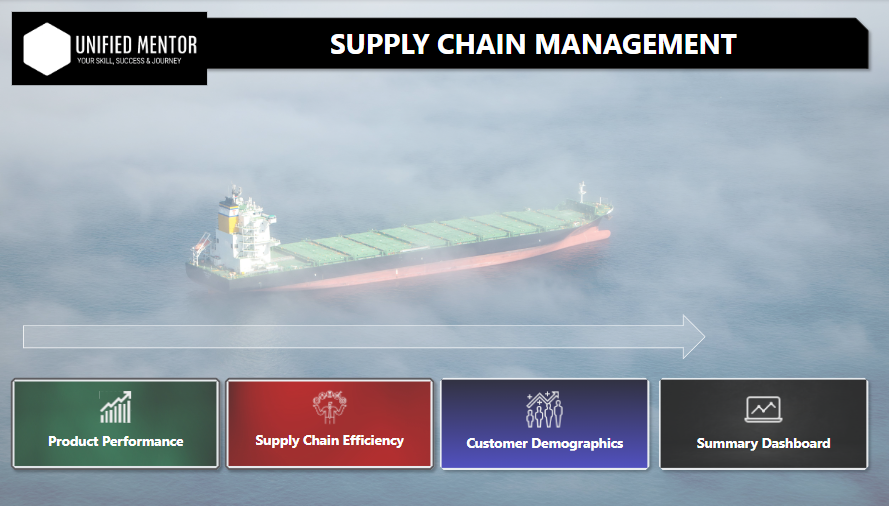 UNIFIED MENTOR
YOUR SKILL, SUCCESS & JOURNEY
SUPPLY CHAIN MANAGEMENT
Product Performance
Supply Chain Efficiency
Customer Demographics
Summary Dashboard